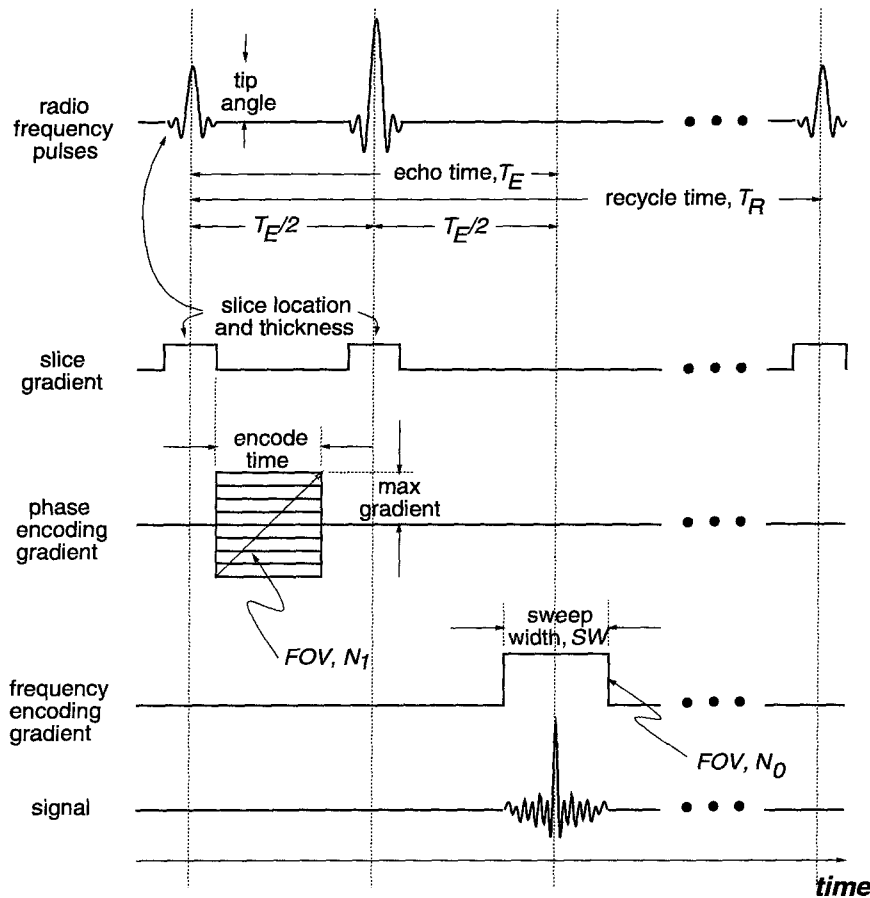 radio
frequency
pulses
tip
angle
echo time, T_E
recycle time, T_R
T_E/2
T_E/2
slice location
and thickness
slice
gradient
encode
time
max
gradient
phase
encoding
gradient
FOV, N_1
sweep
width, SW
frequency
encoding
gradient
FOV, N_0
signal
time